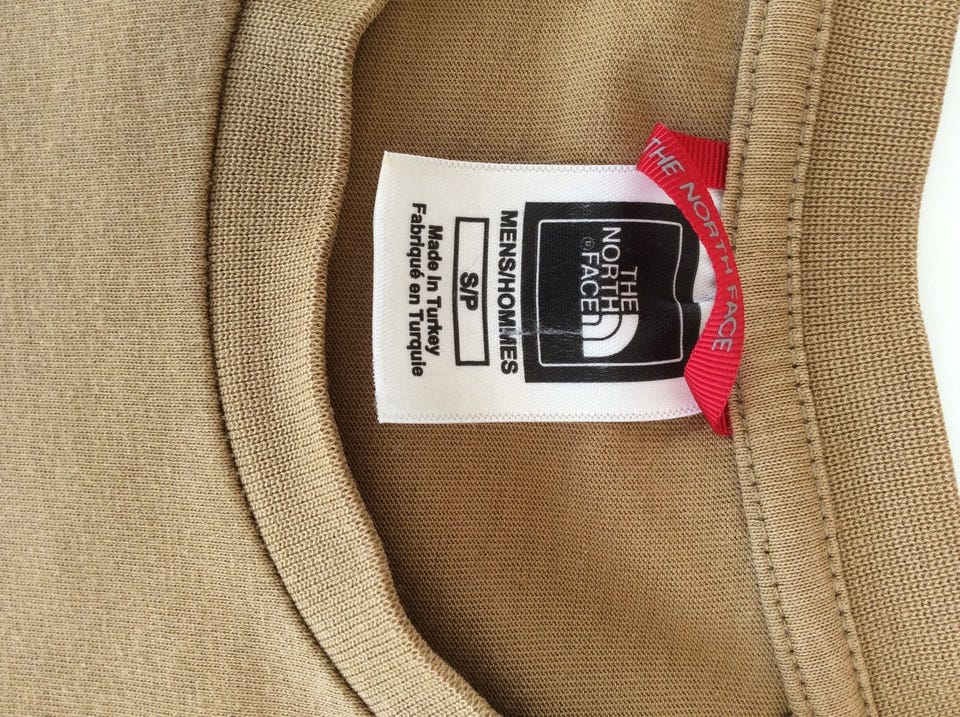 THE NORTH FACE
THE
NORTH
FACE
®
MENS/HOMMES
S/P
Made In Turkey
Fabriqué en Turquie